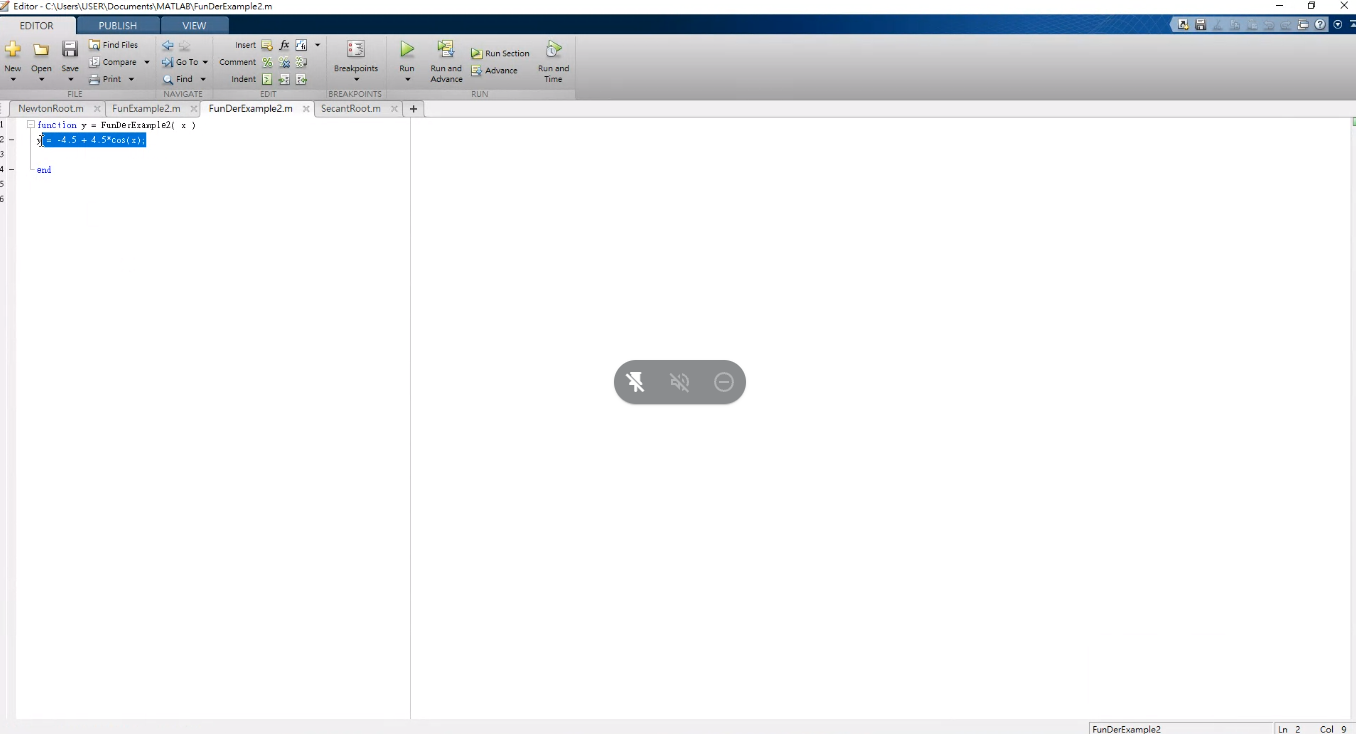 Editor - C:\Users\USER\Documents\MATLAB\FunDerExample2.m
EDITOR PUBLISH VIEW
New
Open
Save
Find Files
Compare
Print
FILE
Go To
Find
NAVIGATE
Insert
Comment
Indent
EDIT
Breakpoints
BREAKPOINTS
Run
Run and Advance
Run Section
Advance
Run and Time
RUN
NewtonRoot.m FunExample2.m FunDerExample2.m SecantRoot.m
1 function y = FunDerExample2( x )
2 y = -4.5 + 4.5*cos(x);
3
4 end
5
6
FunDerExample2 Ln 2 Col 9